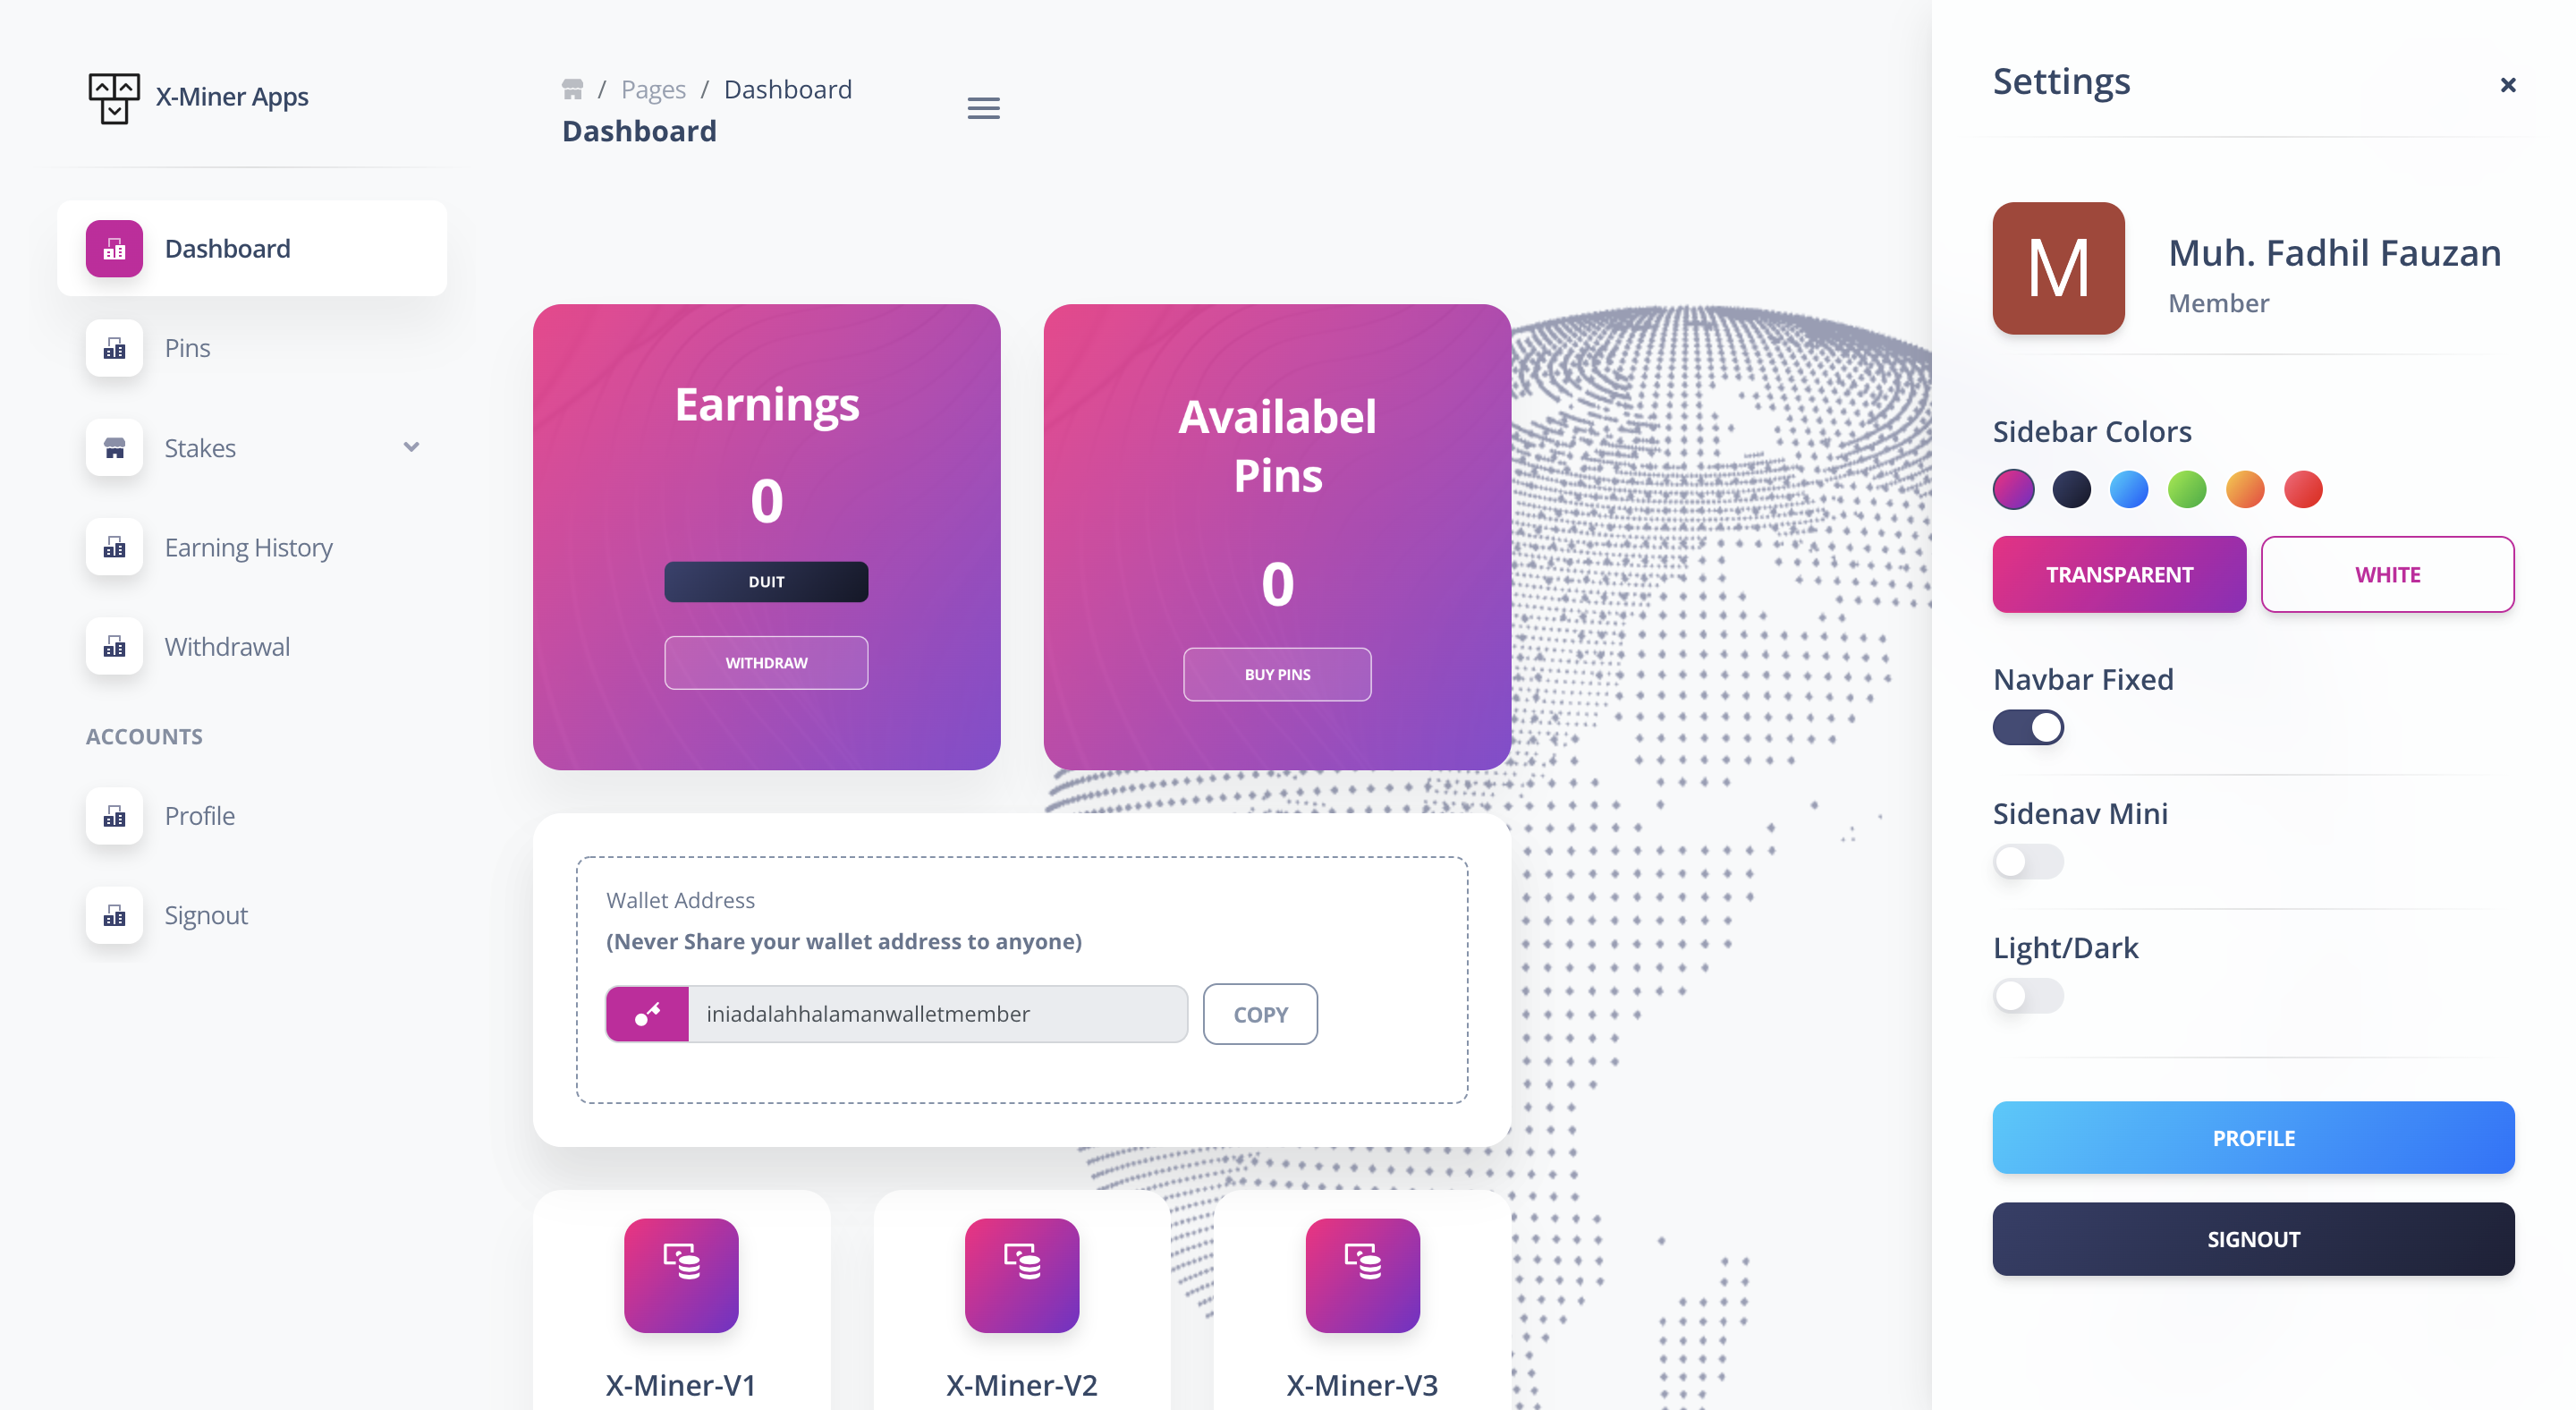 X-Miner Apps
Dashboard
Pins
Stakes
Earning History
Withdrawal
ACCOUNTS
Profile
Signout
/ Pages / Dashboard
Dashboard
Earnings
0
DUIT
WITHDRAW
Availabel
Pins
0
BUY PINS
Wallet Address
(Never Share your wallet address to anyone)
iniadalahhalamanwalletmember
COPY
X-Miner-V1
X-Miner-V2
X-Miner-V3
Settings
M
Muh. Fadhil Fauzan
Member
Sidebar Colors
TRANSPARENT
WHITE
Navbar Fixed
Sidenav Mini
Light/Dark
PROFILE
SIGNOUT